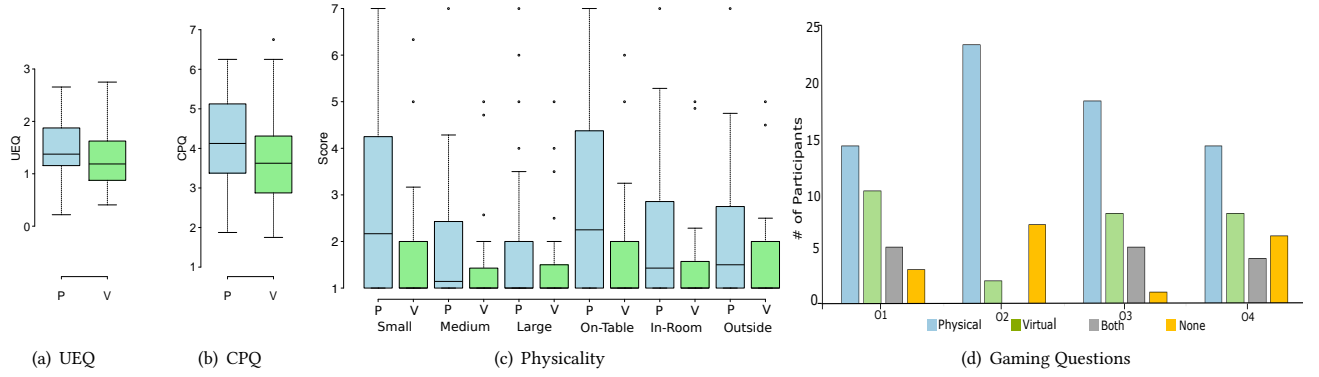 UEQ
3
2
1
0
P V
CPQ
7
6
5
4
3
2
1
P V
Score
7
6
5
4
3
2
1
P V P V P V P V P V P V
Small Medium Large On-Table In-Room Outside
# of Participants
25
20
15
10
5
0
O1 O2 O3 O4
Physical Virtual Both None
(a) UEQ (b) CPQ (c) Physicality (d) Gaming Questions